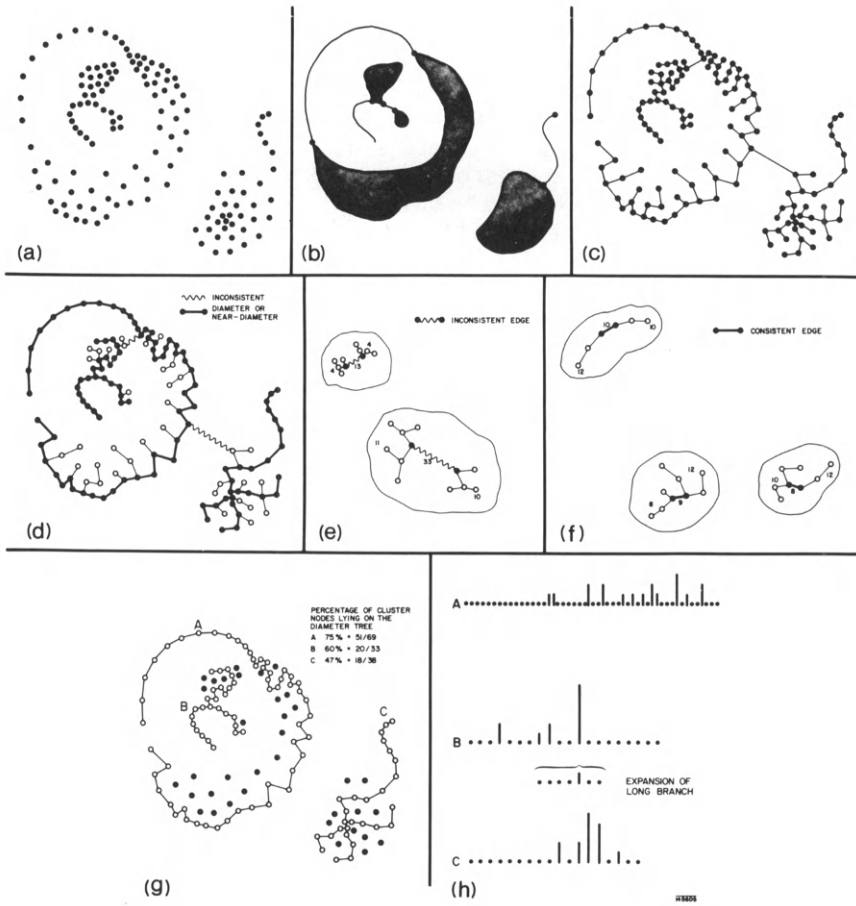 (a)
(b)
(c)
INCONSISTENT
DIAMETER OR
NEAR-DIAMETER
(d)
INCONSISTENT EDGE
4
13
4
11
33
10
(e)
CONSISTENT EDGE
10
10
12
12
8
9
12
10
8
(f)
PERCENTAGE OF CLUSTER
NODES LYING ON THE
DIAMETER TREE
A 75% = 51/69
B 60% = 20/33
C 47% = 18/38
A
B
C
(g)
A
B
EXPANSION OF
LONG BRANCH
C
(h)